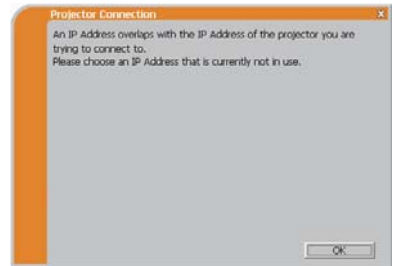 Projector Connection
An IP Address overlaps with the IP Address of the projector you are
trying to connect to.
Please choose an IP Address that is currently not in use.
OK